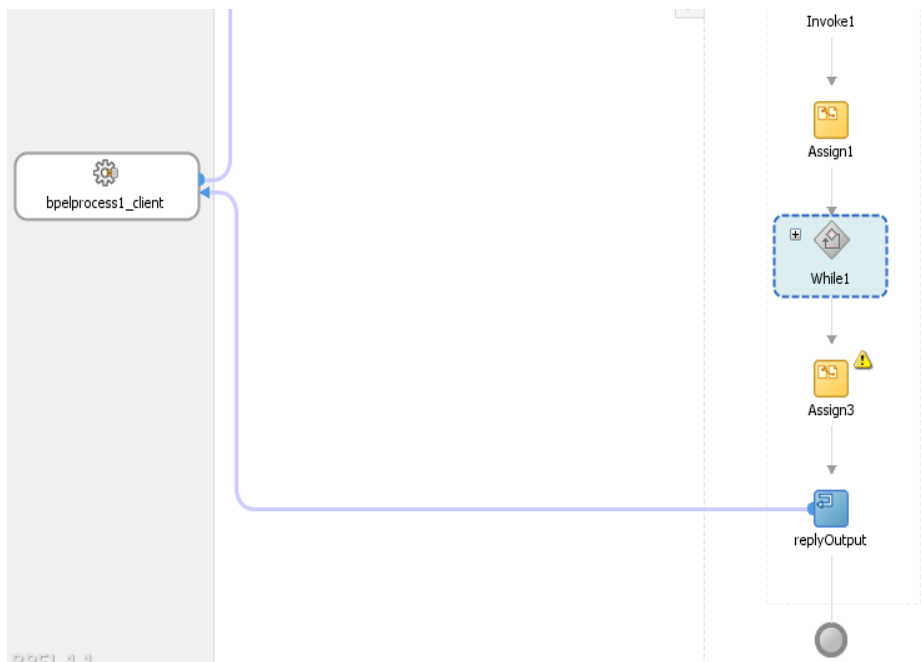 Invoke1
Assign1
bpelprocess1_client
While1
Assign3
replyOutput